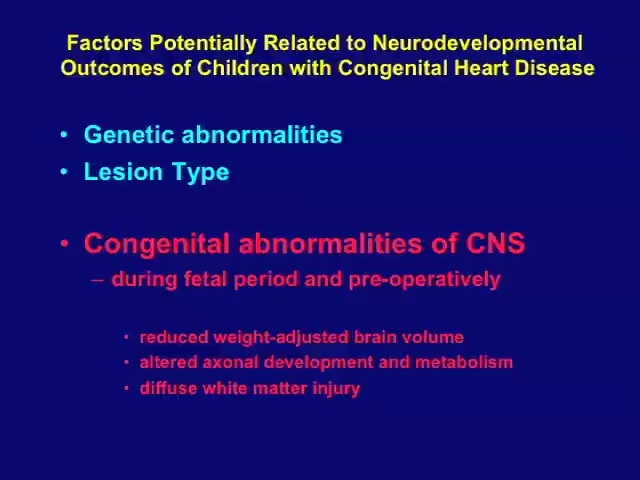 Factors Potentially Related to Neurodevelopmental
Outcomes of Children with Congenital Heart Disease
• Genetic abnormalities
• Lesion Type
• Congenital abnormalities of CNS
– during fetal period and pre-operatively
• reduced weight-adjusted brain volume
• altered axonal development and metabolism
• diffuse white matter injury